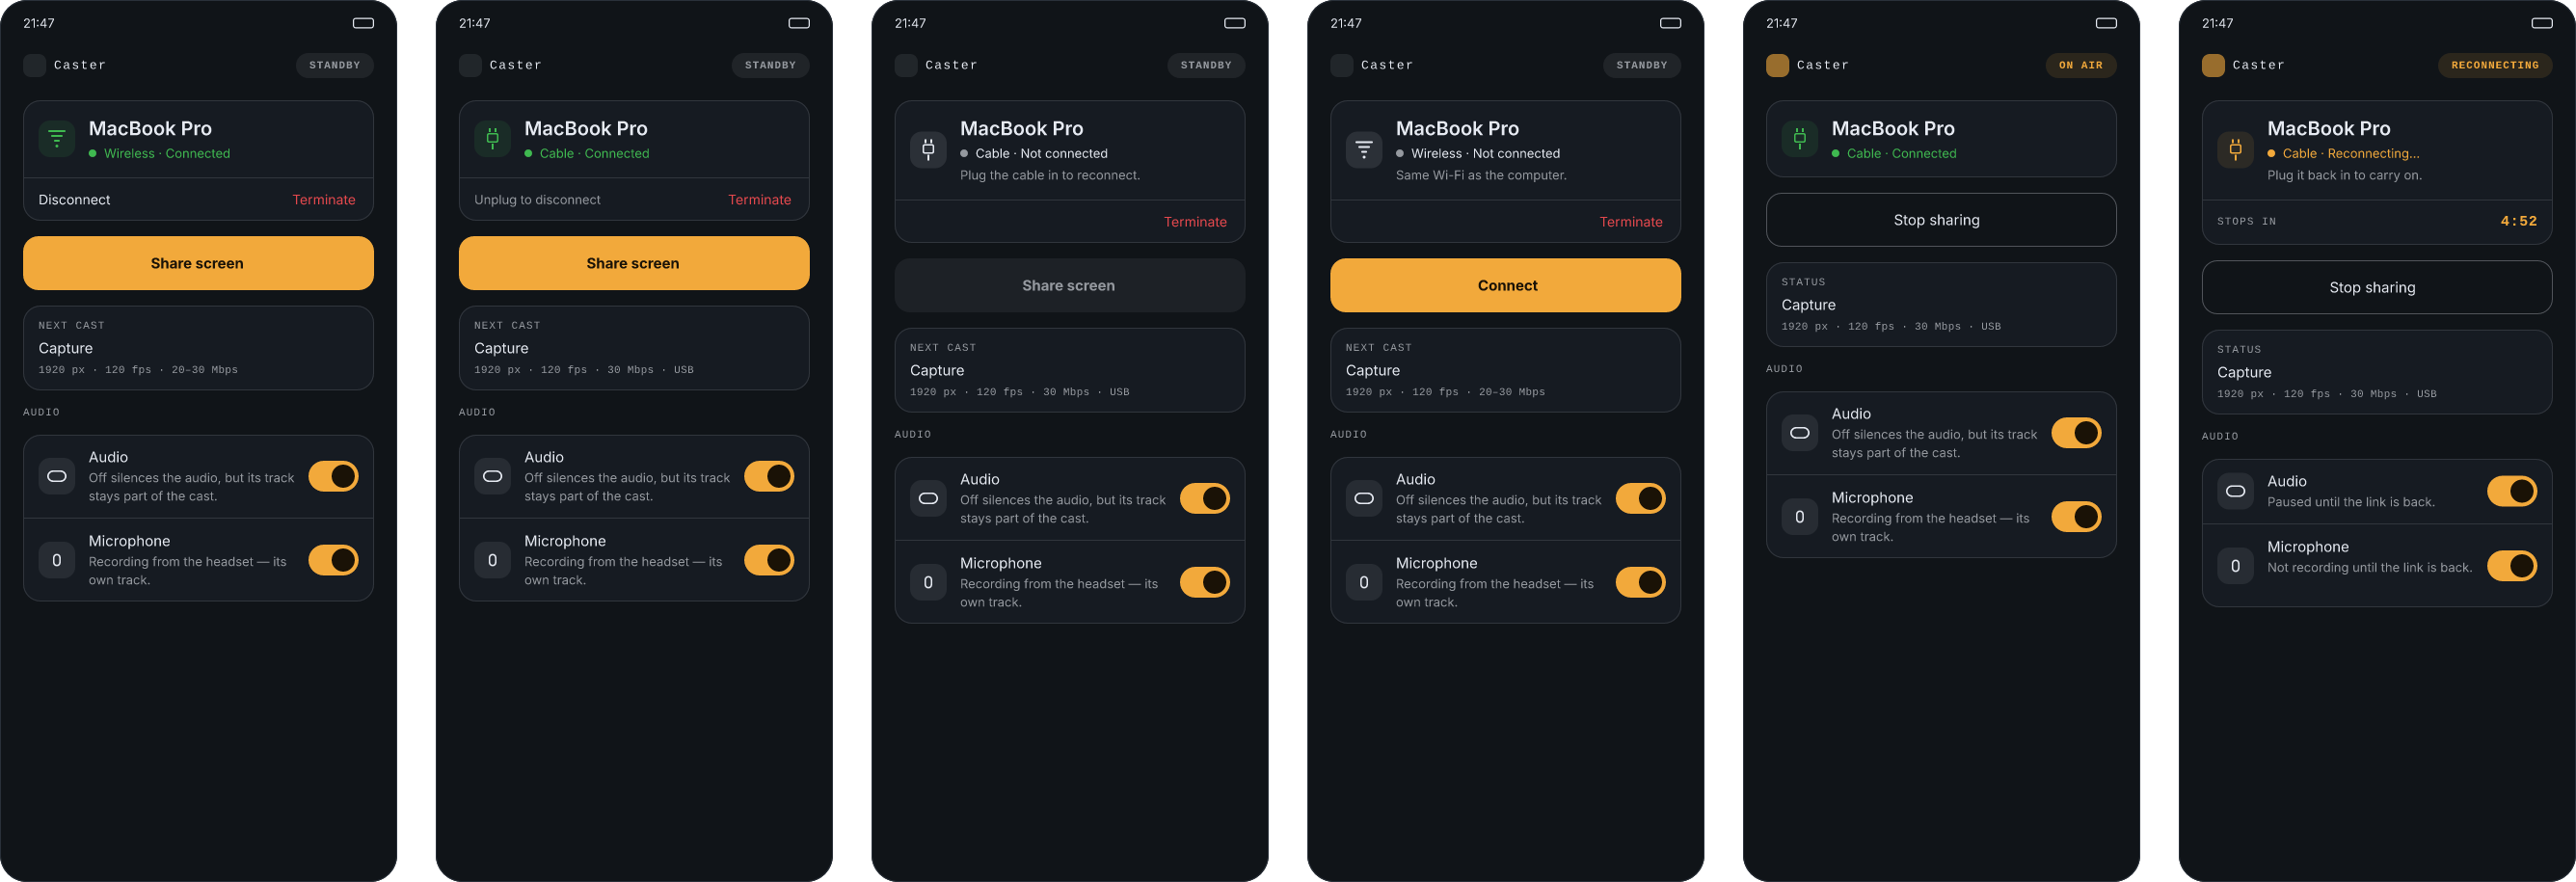 21:47
Caster
STANDBY
MacBook Pro
Wireless · Connected
Disconnect
Terminate
Share screen
NEXT CAST
Capture
1920 px · 120 fps · 20–30 Mbps
AUDIO
Audio
Off silences the audio, but its track
stays part of the cast.
Microphone
Recording from the headset — its
own track.
21:47
Caster
STANDBY
MacBook Pro
Cable · Connected
Unplug to disconnect
Terminate
Share screen
NEXT CAST
Capture
1920 px · 120 fps · 30 Mbps · USB
AUDIO
Audio
Off silences the audio, but its track
stays part of the cast.
Microphone
Recording from the headset — its
own track.
21:47
Caster
STANDBY
MacBook Pro
Cable · Not connected
Plug the cable in to reconnect.
Terminate
Share screen
NEXT CAST
Capture
1920 px · 120 fps · 30 Mbps · USB
AUDIO
Audio
Off silences the audio, but its track
stays part of the cast.
Microphone
Recording from the headset — its
own track.
21:47
Caster
STANDBY
MacBook Pro
Wireless · Not connected
Same Wi-Fi as the computer.
Terminate
Connect
NEXT CAST
Capture
1920 px · 120 fps · 20–30 Mbps
AUDIO
Audio
Off silences the audio, but its track
stays part of the cast.
Microphone
Recording from the headset — its
own track.
21:47
Caster
ON AIR
MacBook Pro
Cable · Connected
Stop sharing
STATUS
Capture
1920 px · 120 fps · 30 Mbps · USB
AUDIO
Audio
Off silences the audio, but its track
stays part of the cast.
Microphone
Recording from the headset — its
own track.
21:47
Caster
RECONNECTING
MacBook Pro
Cable · Reconnecting...
Plug it back in to carry on.
STOPS IN
4:52
Stop sharing
STATUS
Capture
1920 px · 120 fps · 30 Mbps · USB
AUDIO
Audio
Paused until the link is back.
Microphone
Not recording until the link is back.